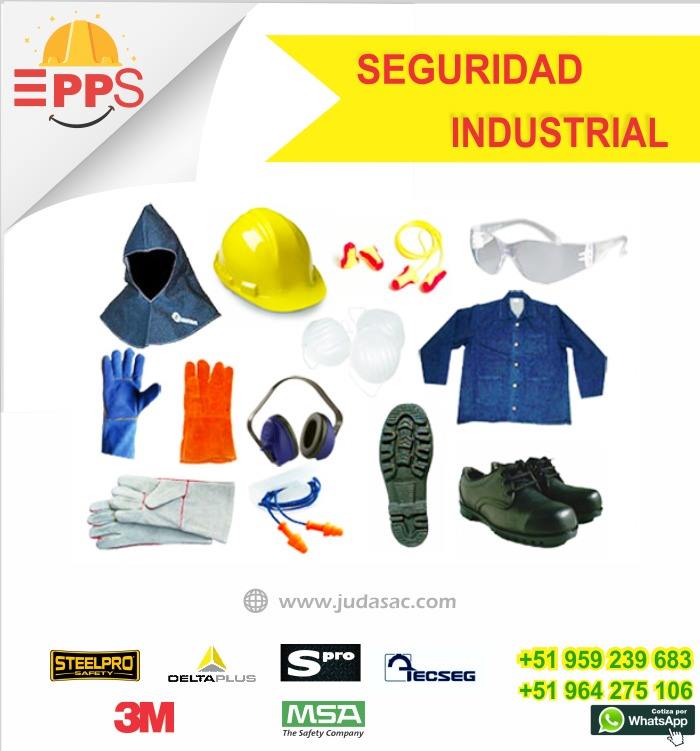 EPPS
SEGURIDAD
INDUSTRIAL
www.judasac.com
STEELPRO
SAFETY
DELTAPLUS
Spro
TECSEG
3M
MSA
The Safety Company
+51 959 239 683
+51 964 275 106
Cotiza por
WhatsApp